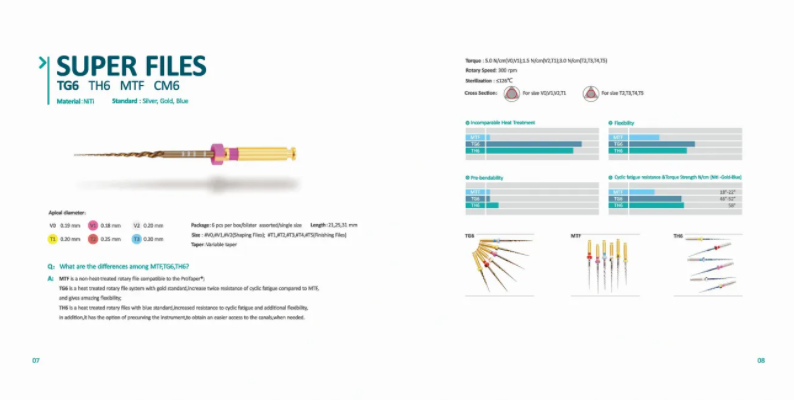 SUPER FILES
TG6 TH6 MTF CM6
Material: NiTi Standard : Silver, Gold, Blue
Apical diameter:
V0 0.19 mm V1 0.18 mm V2 0.20 mm
T1 0.20 mm T2 0.25 mm T3 0.30 mm
Package: 6 pcs per box/blister assorted/single size Length :21,25,31 mm
Size : #V0,#V1,#V2(Shaping Files); #T1,#T2,#T3,#T4,#T5(Finishing Files)
Taper :Variable taper
Q: What are the differences among MTF,TG6,TH6?
A: MTF is a non-heat treated rotary file compatible to the ProTaper*;
TG6 is a heat treated rotary file system with gold standard,increase twice resistance of cyclic fatigue compared to MTF,
and gives amazing flexibility;
TH6 is a heat treated rotary files with blue standard,increased resistance to cyclic fatigue and additional flexibility,
In addition,it has the option of precurving the instrument,to obtain an easier access to the canals,when needed.
07
Torque : 5.0 N/cm(V0,V1);1.5 N/cm(V2,T1);3.0 N/cm(T2,T3,T4,T5)
Rotary Speed: 300 rpm
Sterilization : ≤136℃
Cross Section: For size V0,V1,V2,T1 For size T2,T3,T4,T5
Incomparable Heat Treatment
MTF
TG6
TH6
Flexibility
MTF
TG6
TH6
Pre-bendability
MTF
TG6
TH6
Cyclic fatigue resistance &Torque Strength N/cm (NW -Gold-Blue)
MTF 18"-22"
TG6 46"-52"
TH6 58"
TG6
MTF
TH6
08